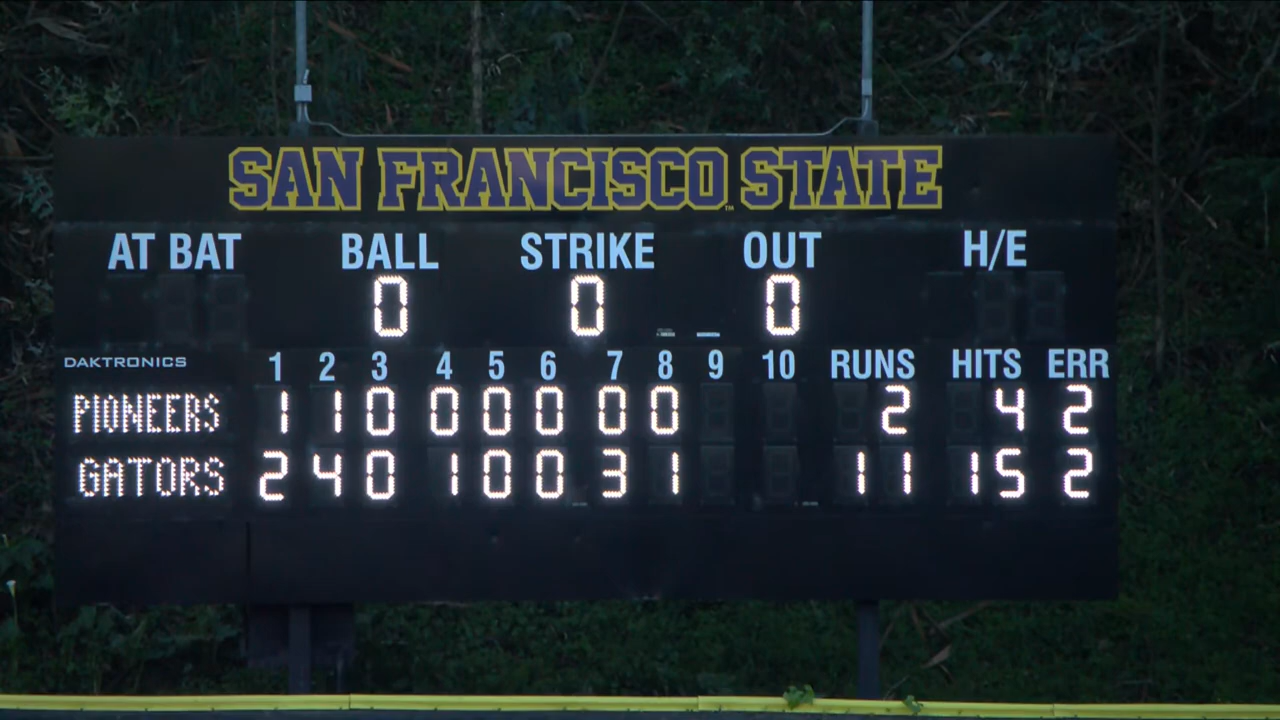 SAN FRANCISCO STATE™
AT BAT BALL STRIKE OUT H/E
0 0 0
DAKTRONICS 1 2 3 4 5 6 7 8 9 10 RUNS HITS ERR
PIONEERS 1 1 0 0 0 0 0 0 2 4 2
GATORS 2 4 0 1 0 0 3 1 11 15 2